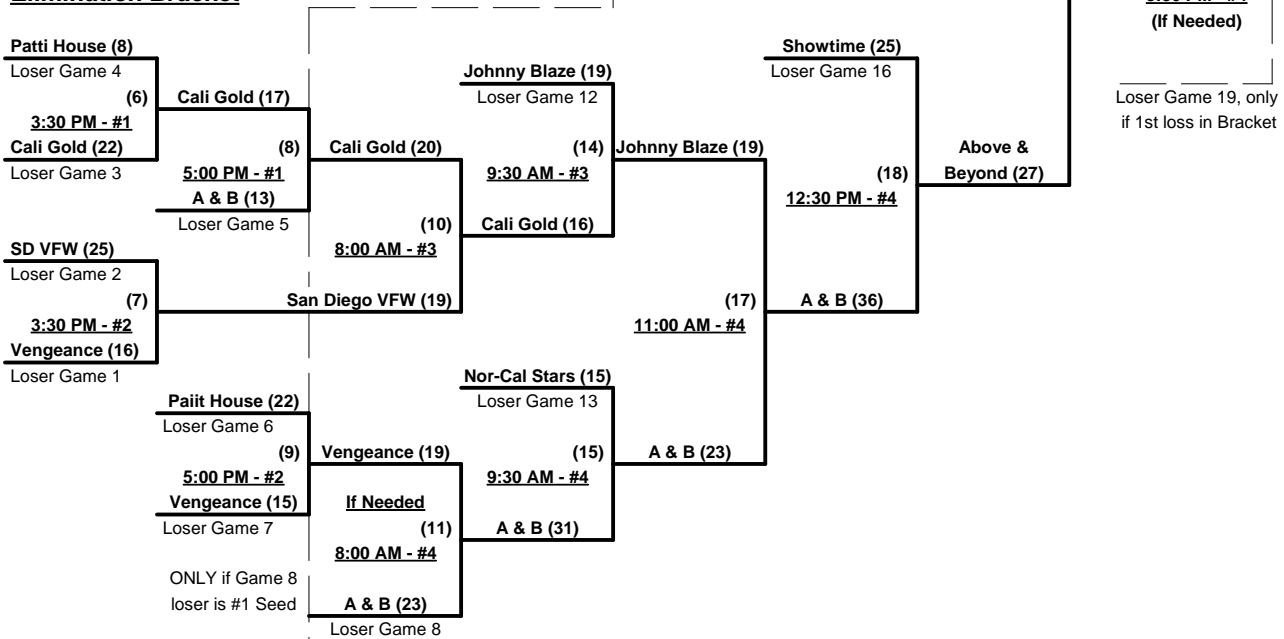 Elimination Bracket
(If Needed)
Patti House (8)
Showtime (25)
Loser Game 4
Johnny Blaze (19)
Loser Game 16
(6)
Cali Gold (17)
Loser Game 12
Loser Game 19, only
if 1st loss in Bracket
3:30 PM - #1
Cali Gold (22)
(8)
Cali Gold (20)
(14)
Johnny Blaze (19)
Above &
Beyond (27)
Loser Game 3
5:00 PM - #1
9:30 AM - #3
(18)
12:30 PM - #4
A & B (13)
Loser Game 5
(10)
Cali Gold (16)
8:00 AM - #3
SD VFW (25)
Loser Game 2
(7)
San Diego VFW (19)
(17)
A & B (36)
3:30 PM - #2
11:00 AM - #4
Vengeance (16)
Loser Game 1
Nor-Cal Stars (15)
Paiit House (22)
Loser Game 13
Loser Game 6
(9)
Vengeance (19)
(15)
A & B (23)
5:00 PM - #2
9:30 AM - #4
Vengeance (15)
If Needed
Loser Game 7
(11)
A & B (31)
8:00 AM - #4
ONLY if Game 8
loser is #1 Seed
A & B (23)
Loser Game 8